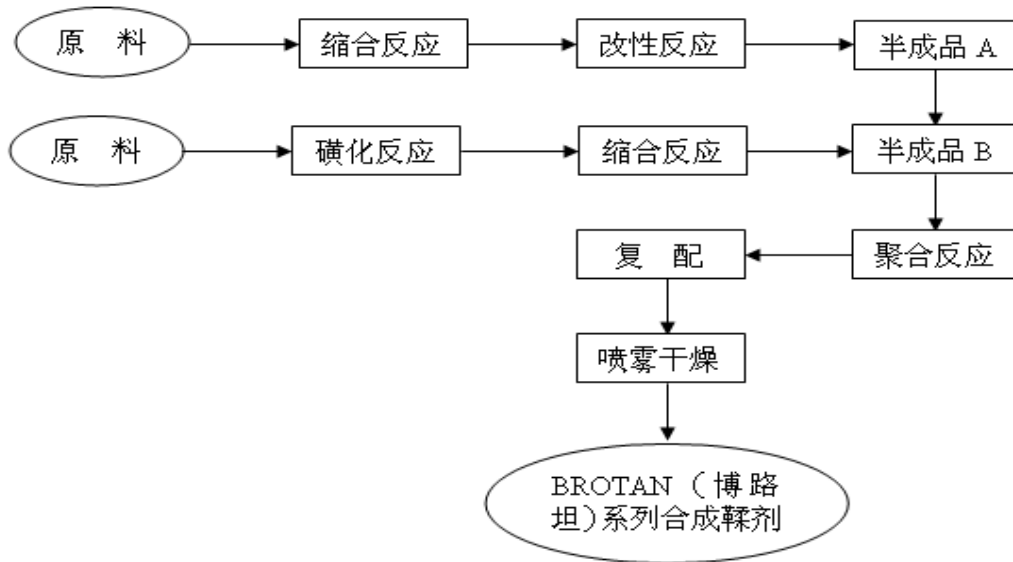 原 料
缩合反应
改性反应
半成品 A
原 料
磺化反应
缩合反应
半成品 B
复 配
聚合反应
喷雾干燥
BROTAN（博路
坦)系列合成鞣剂